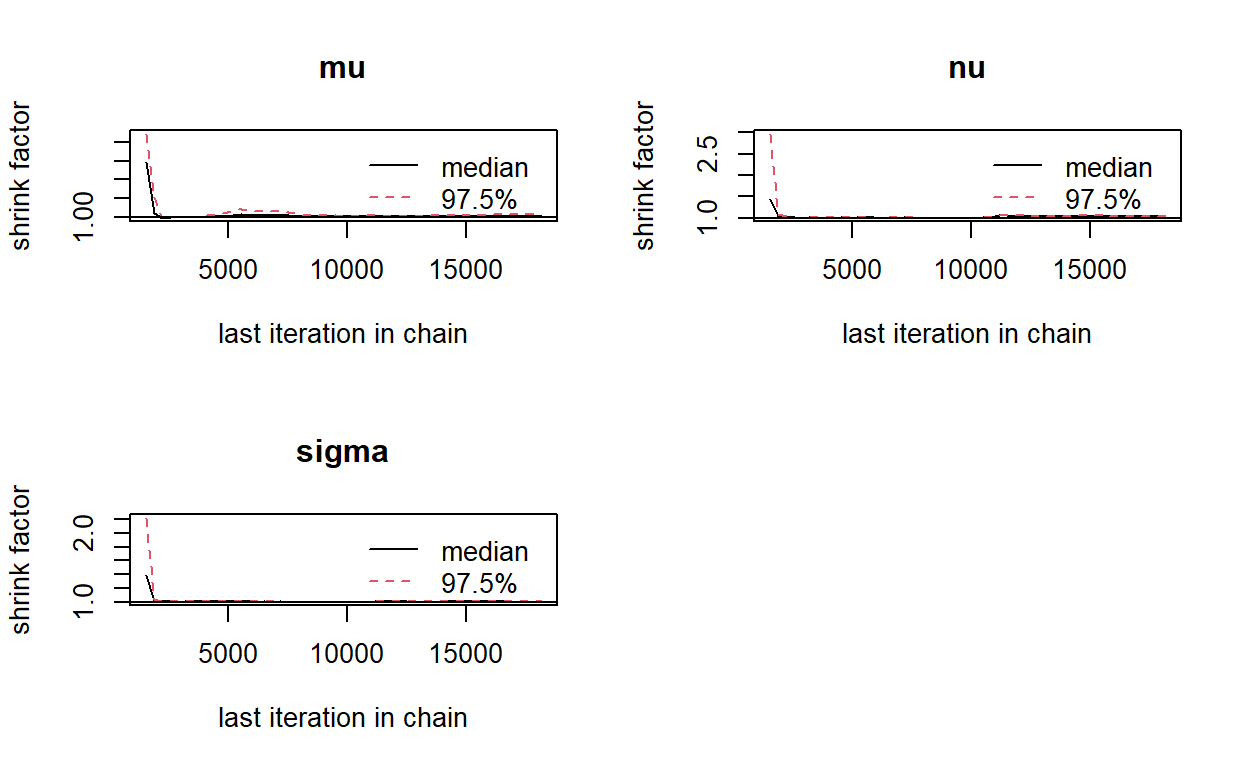 mu
shrink factor
1.00
median
97.5%
5000 10000 15000
last iteration in chain
nu
shrink factor
1.0 2.5
median
97.5%
5000 10000 15000
last iteration in chain
sigma
shrink factor
1.0 2.0
median
97.5%
5000 10000 15000
last iteration in chain